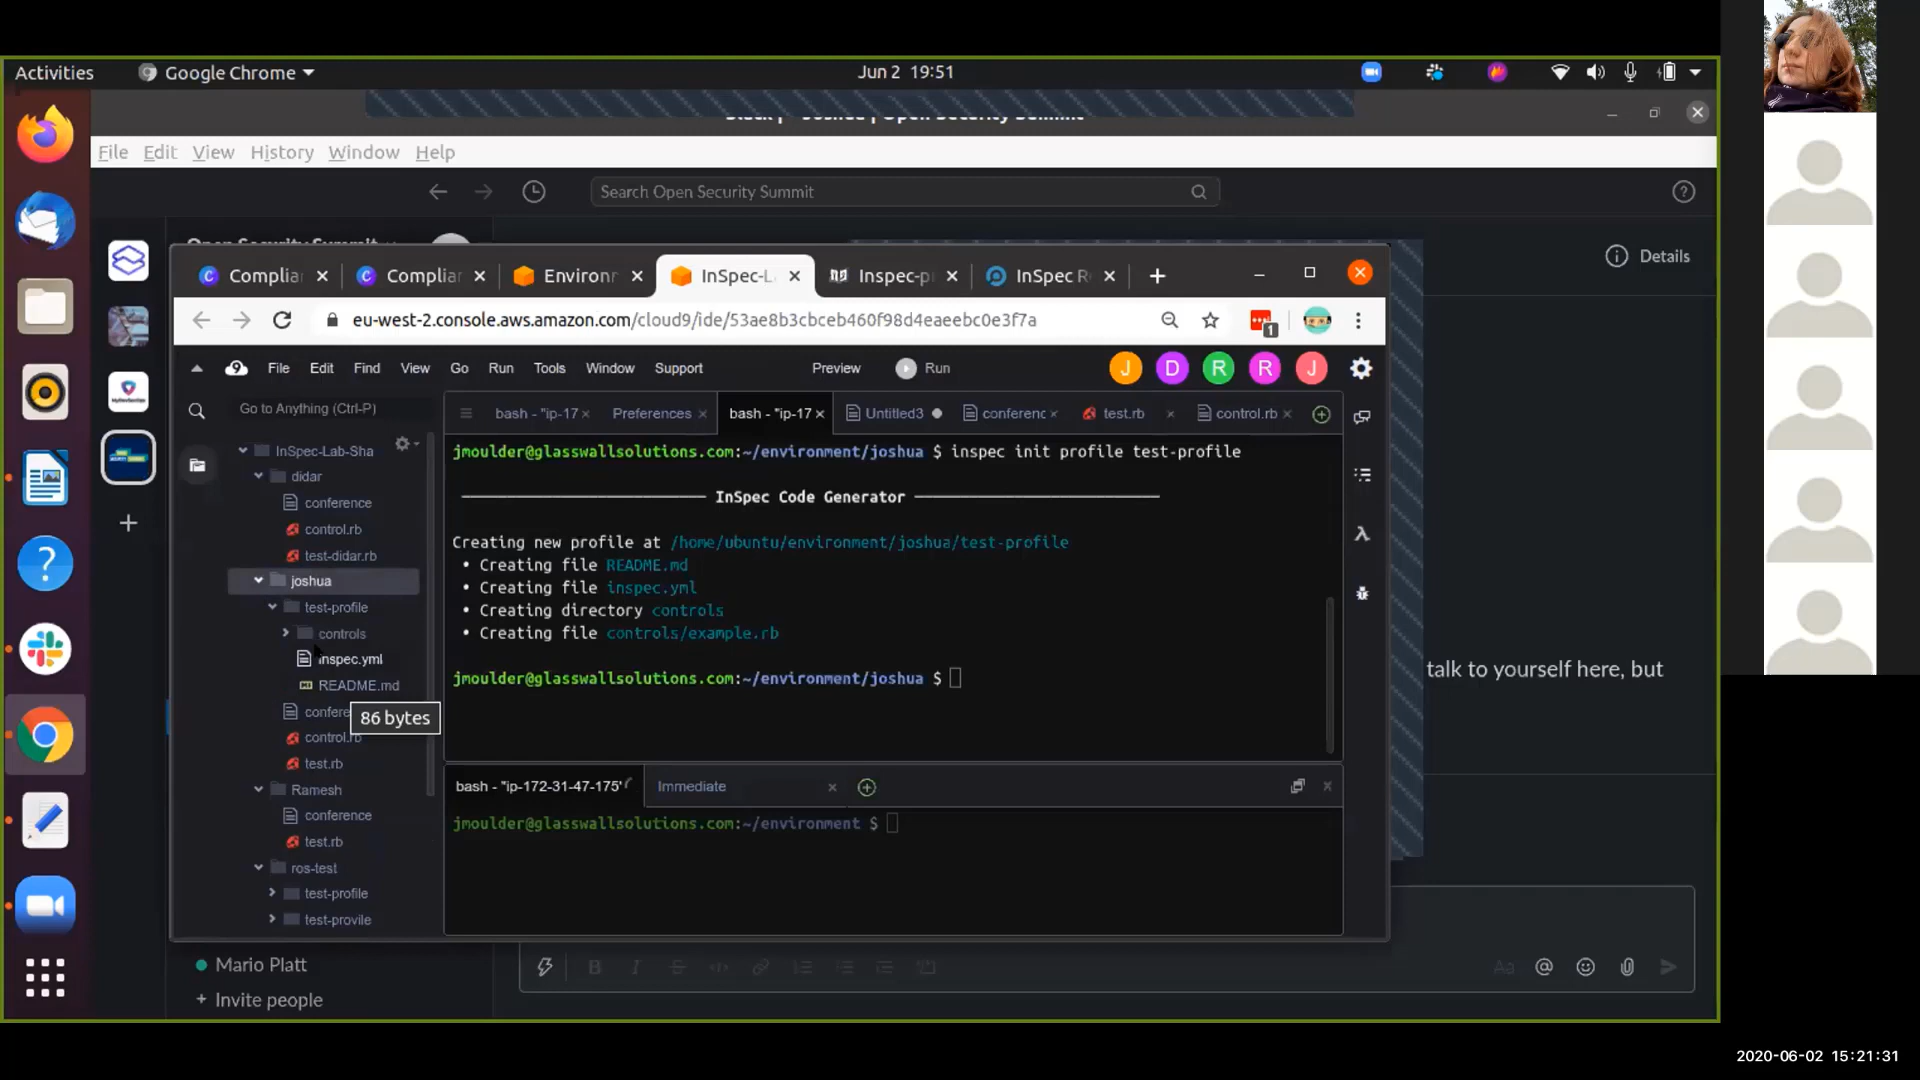 Activities
Google Chrome
Jun 2 19:51
File Edit View History Window Help
Search Open Security Summit
Details
Complia
Complia
Environ
InSpec-L
Inspec-p
InSpec R
eu-west-2.console.aws.amazon.com/cloud9/ide/53ae8b3cbceb460f98d4eaeebc0e3f7a
1
9 File Edit Find View Go Run Tools Window Support Preview Run J D R R J
Go to Anything (Ctrl-P)
bash - "ip-17
Preferences
bash - "ip-17
Untitled3
conferenc
test.rb
control.rb
InSpec-Lab-Sha
didar
conference
control.rb
test-didar.rb
joshua
test-profile
controls
inspec.yml
README.md
confere
86 bytes
control.rb
test.rb
Ramesh
conference
test.rb
ros-test
test-profile
test-provile
jmoulder@glasswallsolutions.com:~/environment/joshua $ inspec init profile test-profile
InSpec Code Generator
Creating new profile at /home/ubuntu/environment/joshua/test-profile
• Creating file README.md
• Creating file inspec.yml
• Creating directory controls
• Creating file controls/example.rb
jmoulder@glasswallsolutions.com:~/environment/joshua $
bash - "ip-172-31-47-175"
Immediate
jmoulder@glasswallsolutions.com:~/environment $
talk to yourself here, but
Mario Platt
+ Invite people
2020-06-02 15:21:31